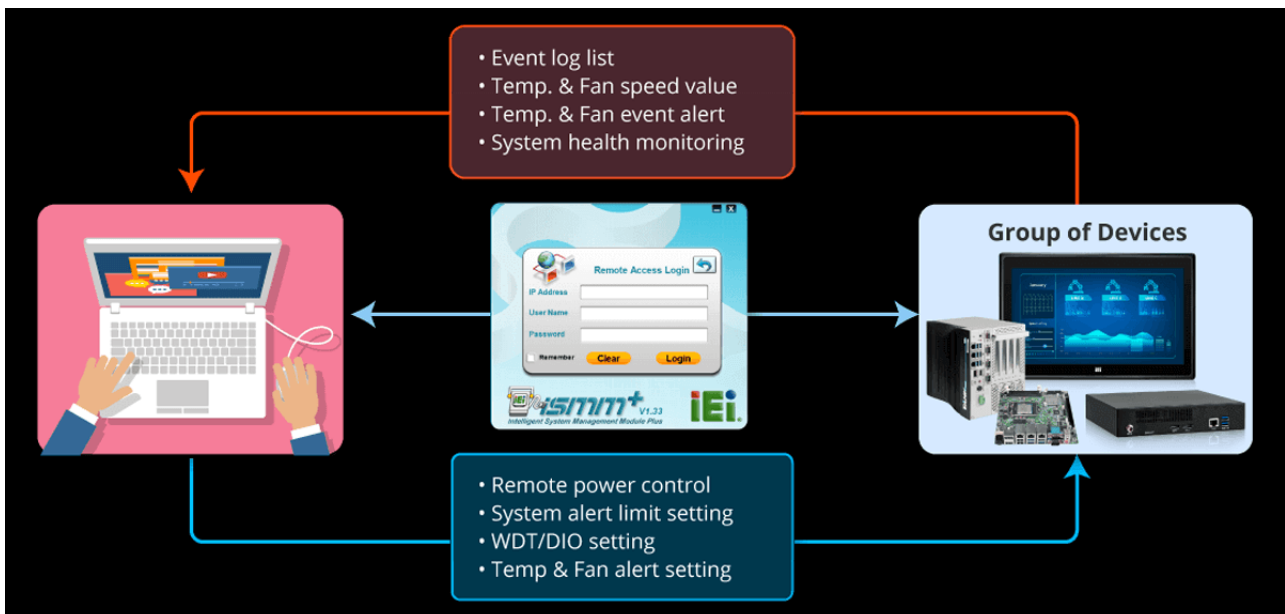 • Event log list
• Temp. & Fan speed value
• Temp. & Fan event alert
• System health monitoring
Remote Access Login
IP Address
User Name
Password
Remember
Clear
Login
ismm+ V1.33
Intelligent System Management Module Plus
iEi
Group of Devices
• Remote power control
• System alert limit setting
• WDT/DIO setting
• Temp & Fan alert setting